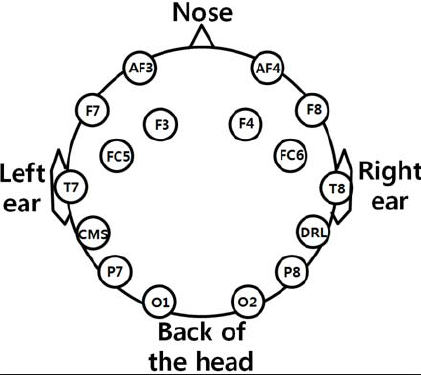 Nose
AF3
AF4
F7
F8
F3
F4
FC5
FC6
Left
ear
T7
T8
Right
ear
CMS
DRL
P7
P8
O1
O2
Back of
the head